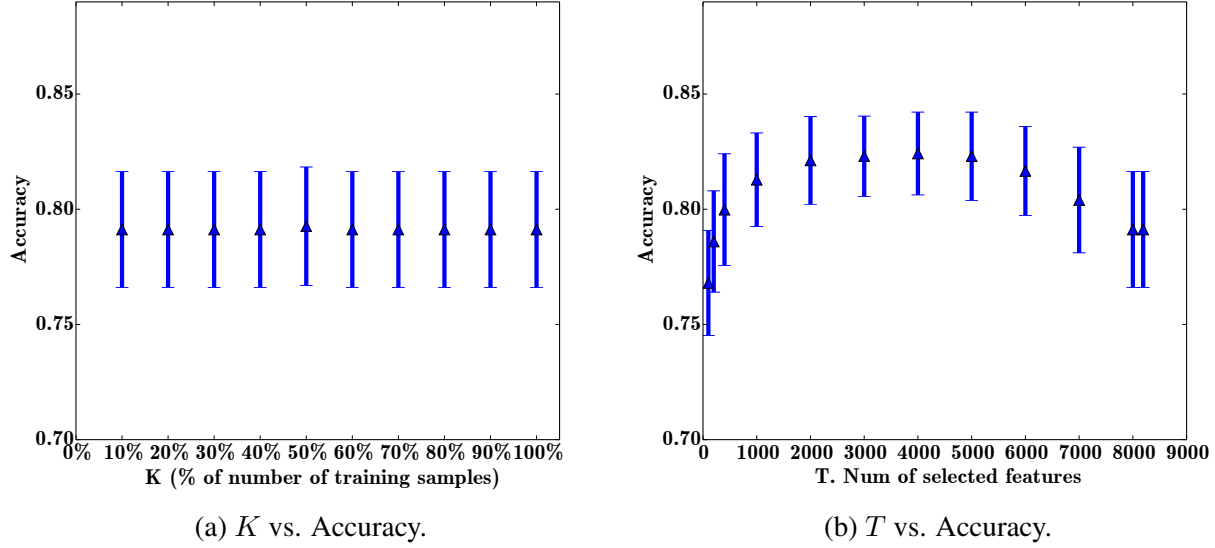 0.85
0.80
0.75
0.70
Accuracy
0% 10% 20% 30% 40% 50% 60% 70% 80% 90% 100%
K (% of number of training samples)
(a) K vs. Accuracy.
0.85
0.80
0.75
0.70
Accuracy
0 1000 2000 3000 4000 5000 6000 7000 8000 9000
T. Num of selected features
(b) T vs. Accuracy.